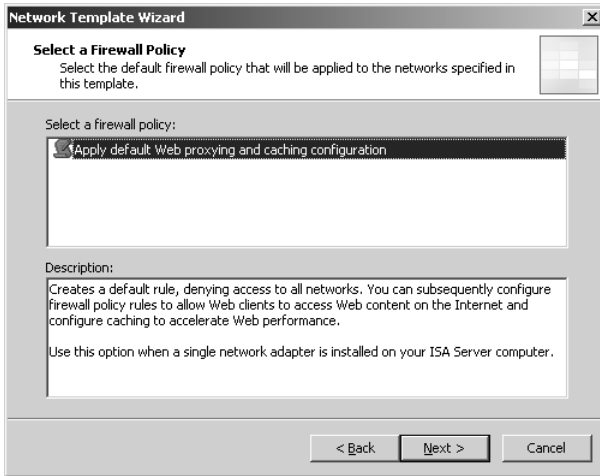 Network Template Wizard
Select a Firewall Policy
Select the default firewall policy that will be applied to the networks specified in
this template.
Select a firewall policy:
Apply default Web proxying and caching configuration
Description:
Creates a default rule, denying access to all networks. You can subsequently configure
firewall policy rules to allow Web clients to access Web content on the Internet and
configure caching to accelerate Web performance.
Use this option when a single network adapter is installed on your ISA Server computer.
< Back
Next >
Cancel